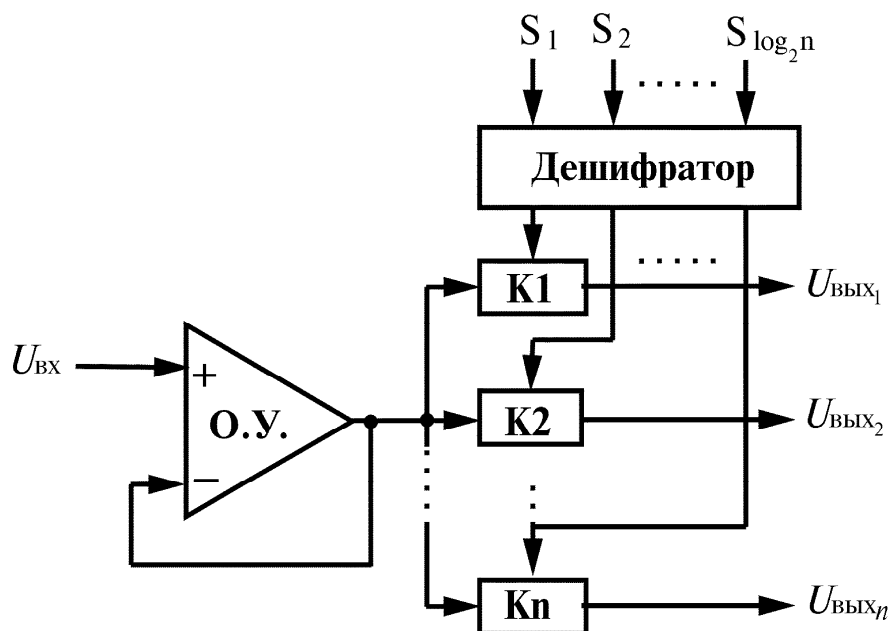 S1 S2 ..... Slog2n
Дешифратор
.....
K1
Uвых1
Uвх
+
О.У.
−
K2
Uвых2
Kn
Uвыхn